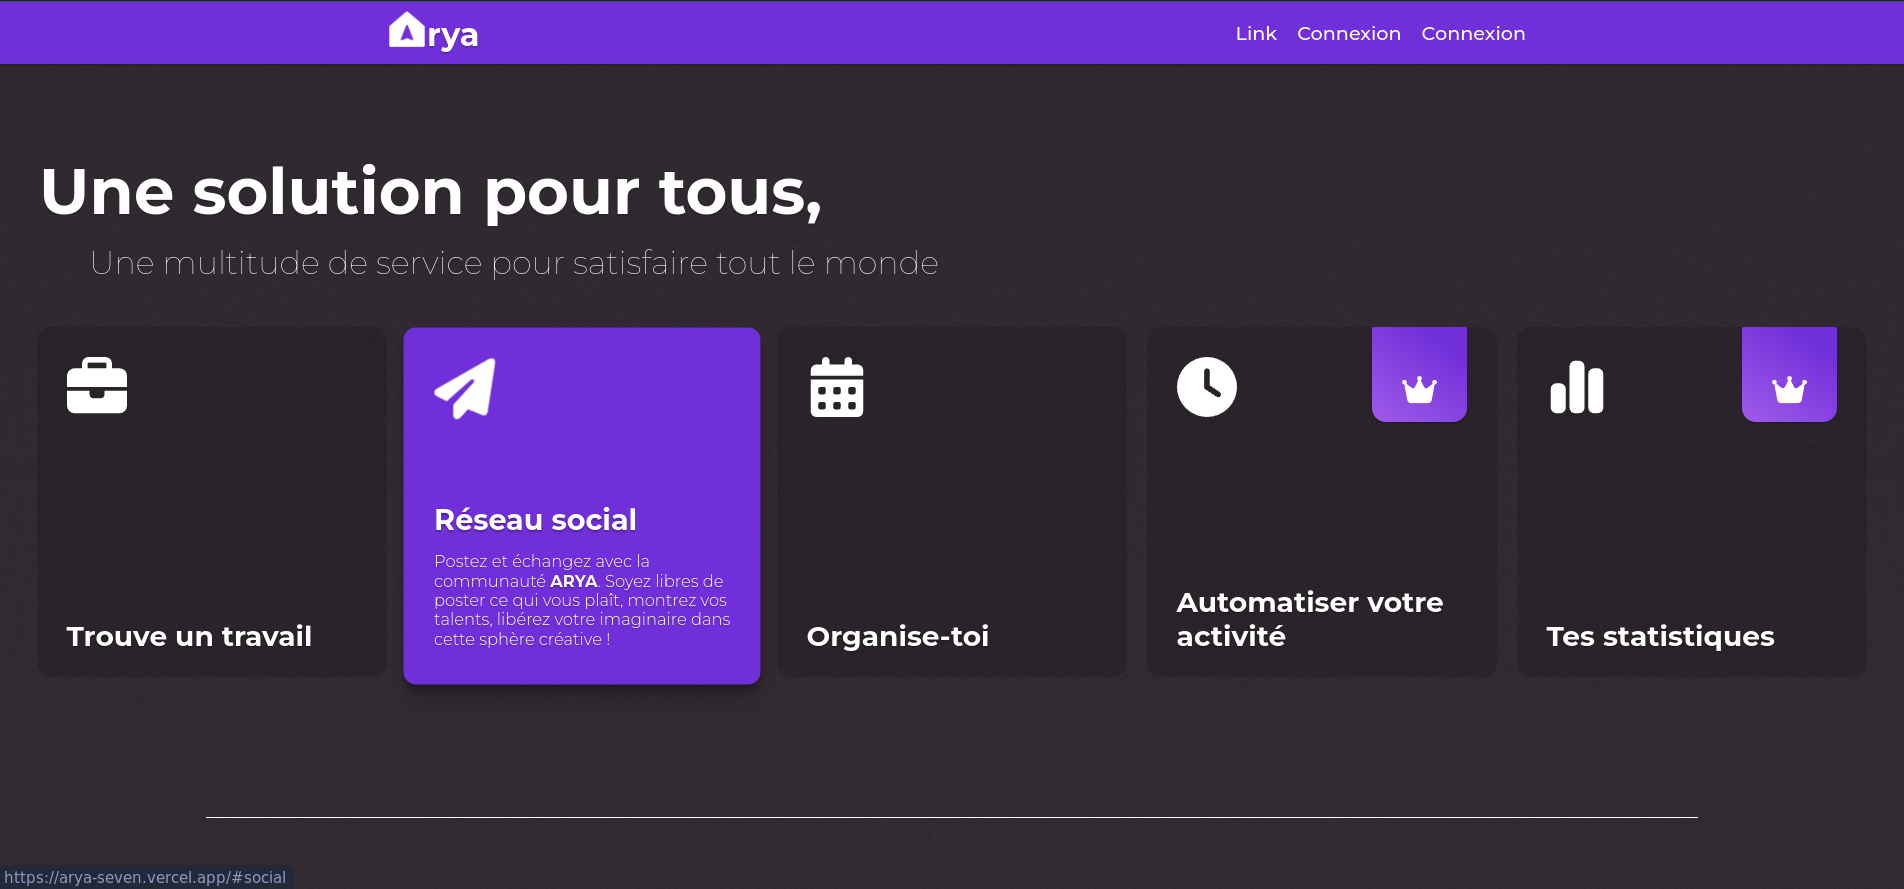 Arya
Link Connexion Connexion
Une solution pour tous,
Une multitude de service pour satisfaire tout le monde
Trouve un travail
Réseau social
Postez et échangez avec la
communauté ARYA. Soyez libres de
poster ce qui vous plaît, montrez vos
talents, libérez votre imaginaire dans
cette sphère créative !
Organise-toi
Automatiser votre
activité
Tes statistiques
https://arya-seven.vercel.app/#social